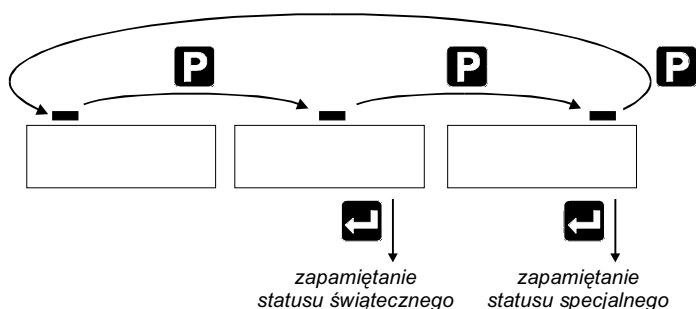 P P P
zapamiętanie
statusu świątecznego
zapamiętanie
statusu specjalnego